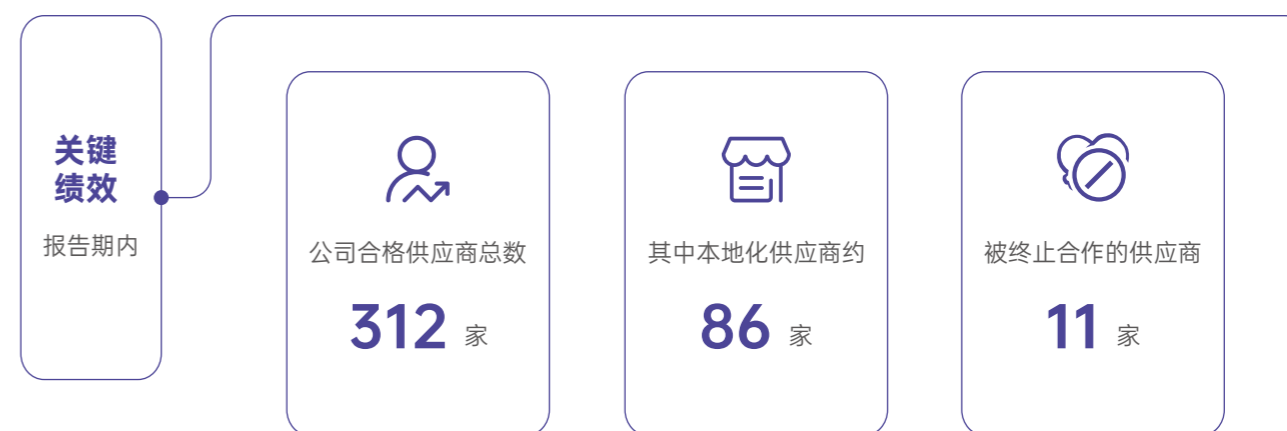 关键
绩效
报告期内
公司合格供应商总数
312 家
其中本地化供应商约
86 家
被终止合作的供应商
11 家